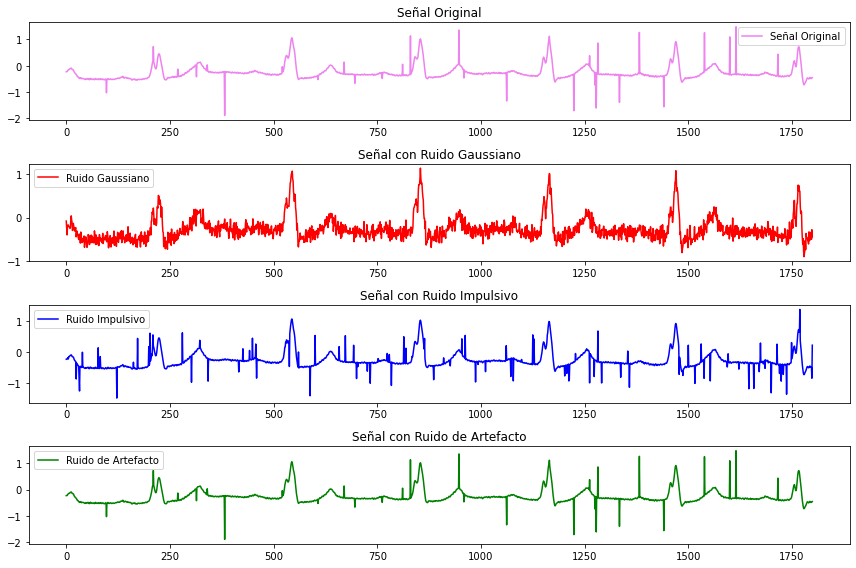 Señal Original
Señal Original
1
0
−1
−2
0 250 500 750 1000 1250 1500 1750
Señal con Ruido Gaussiano
Ruido Gaussiano
1
0
−1
0 250 500 750 1000 1250 1500 1750
Señal con Ruido Impulsivo
Ruido Impulsivo
1
0
−1
0 250 500 750 1000 1250 1500 1750
Señal con Ruido de Artefacto
Ruido de Artefacto
1
0
−1
−2
0 250 500 750 1000 1250 1500 1750